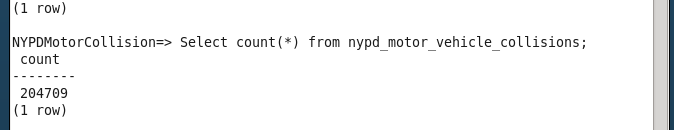 (1 row)
NYPDMotorCollision=> Select count(*) from nypd_motor_vehicle_collisions;
count
--------
204709
(1 row)